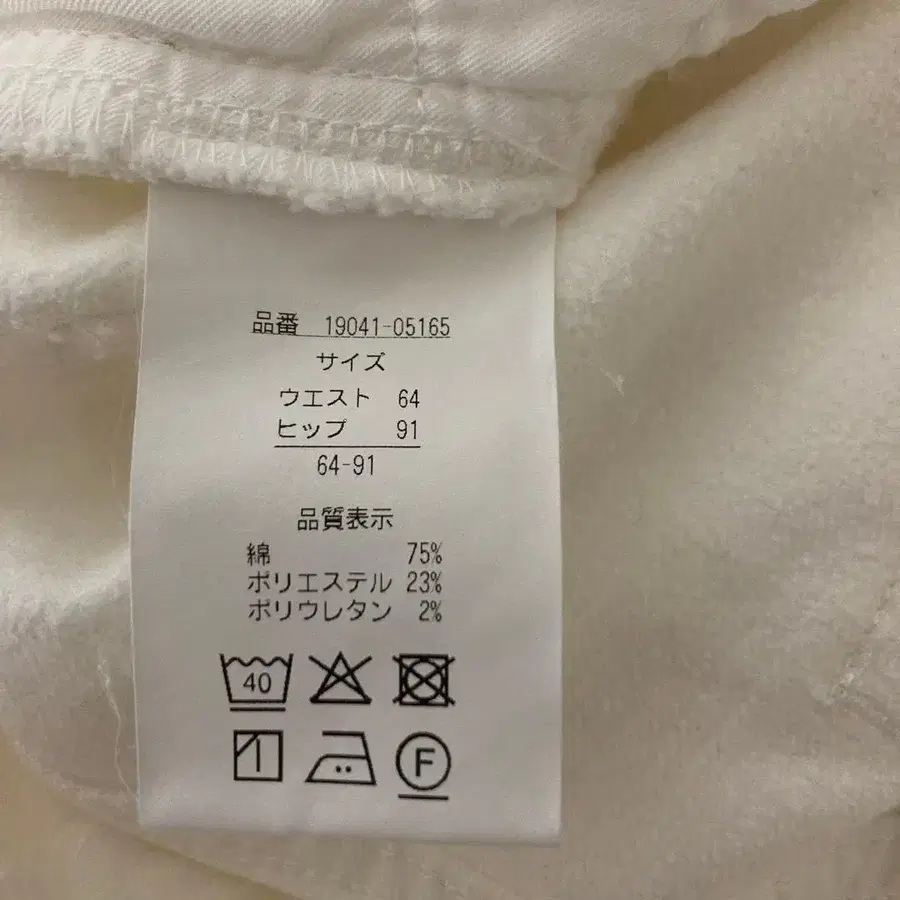 品番 19041-05165
サイズ
ウエスト 64
ヒップ 91
64-91
品質表示
綿 75%
ポリエステル 23%
ポリウレタン 2%
40
F